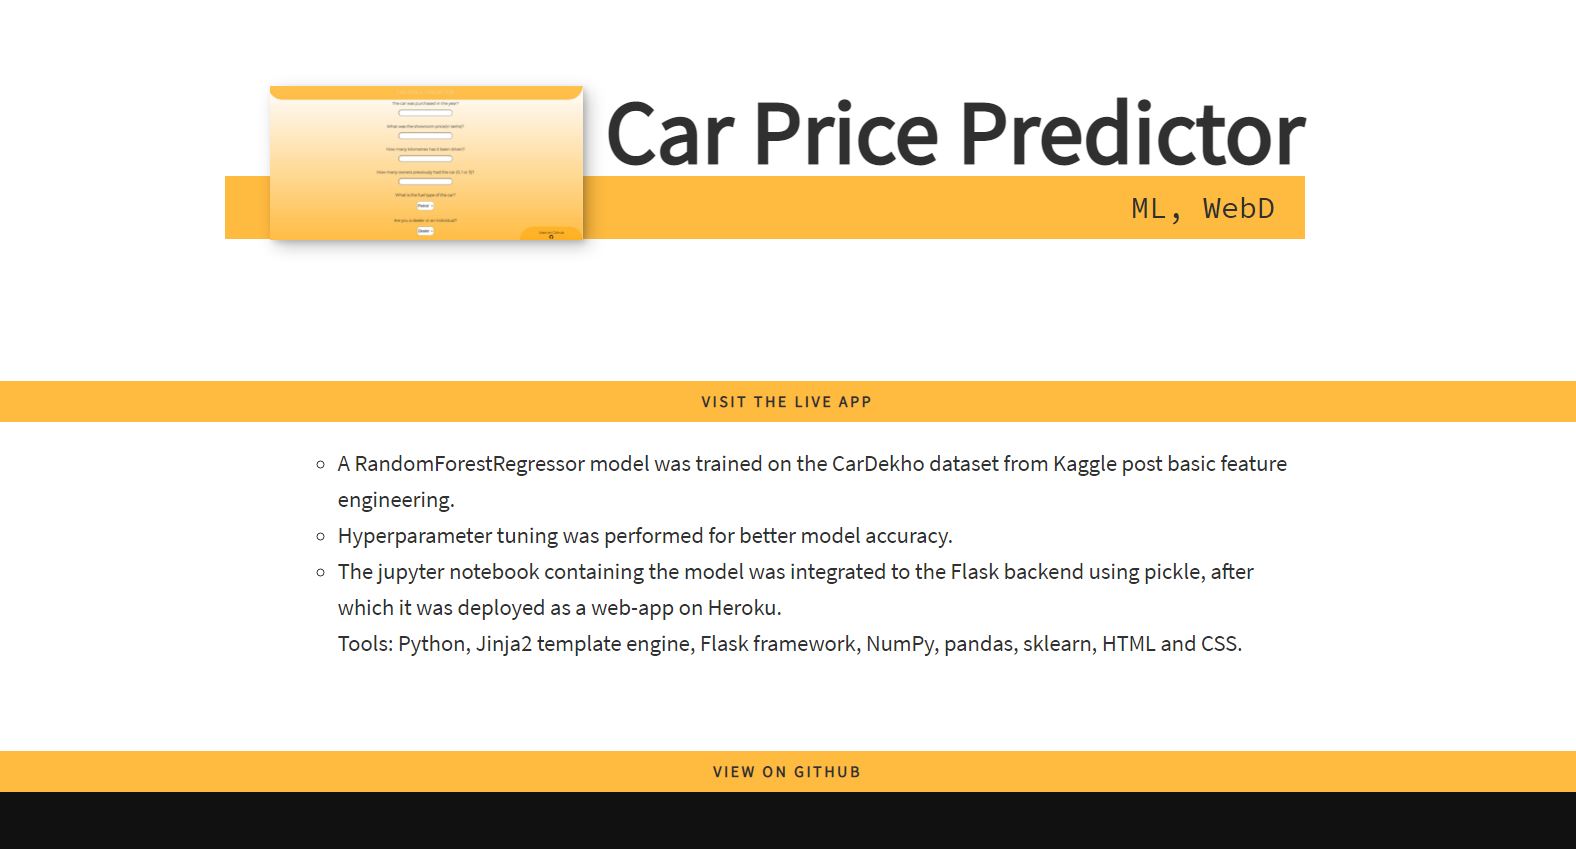 The car was purchased in the year?
What was the showroom price(in lakhs)?
How many kilometres has it been driven?
How many owners previously had the car (0, 1 or 3)?
What is the fuel type of the car?
Petrol
Are you a dealer or an individual?
Dealer
Car Price Predictor
ML, WebD
VISIT THE LIVE APP
A RandomForestRegressor model was trained on the CarDekho dataset from Kaggle post basic feature
engineering.
Hyperparameter tuning was performed for better model accuracy.
The jupyter notebook containing the model was integrated to the Flask backend using pickle, after
which it was deployed as a web-app on Heroku.
Tools: Python, Jinja2 template engine, Flask framework, NumPy, pandas, sklearn, HTML and CSS.
VIEW ON GITHUB